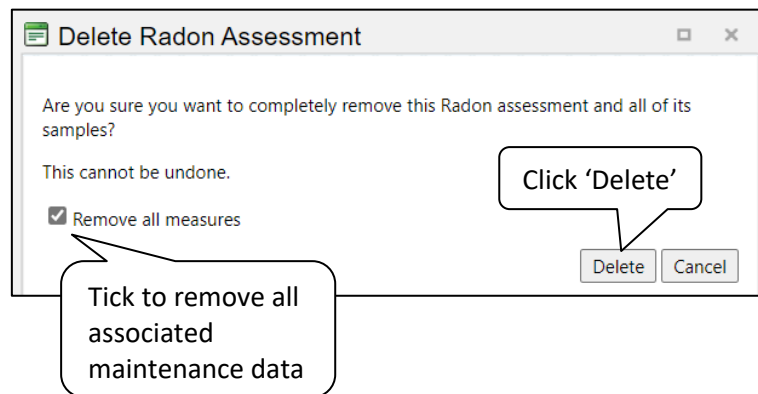 Delete Radon Assessment
Are you sure you want to completely remove this Radon assessment and all of its
samples?
This cannot be undone.
Click ‘Delete’
Remove all measures
Delete Cancel
Tick to remove all
associated
maintenance data